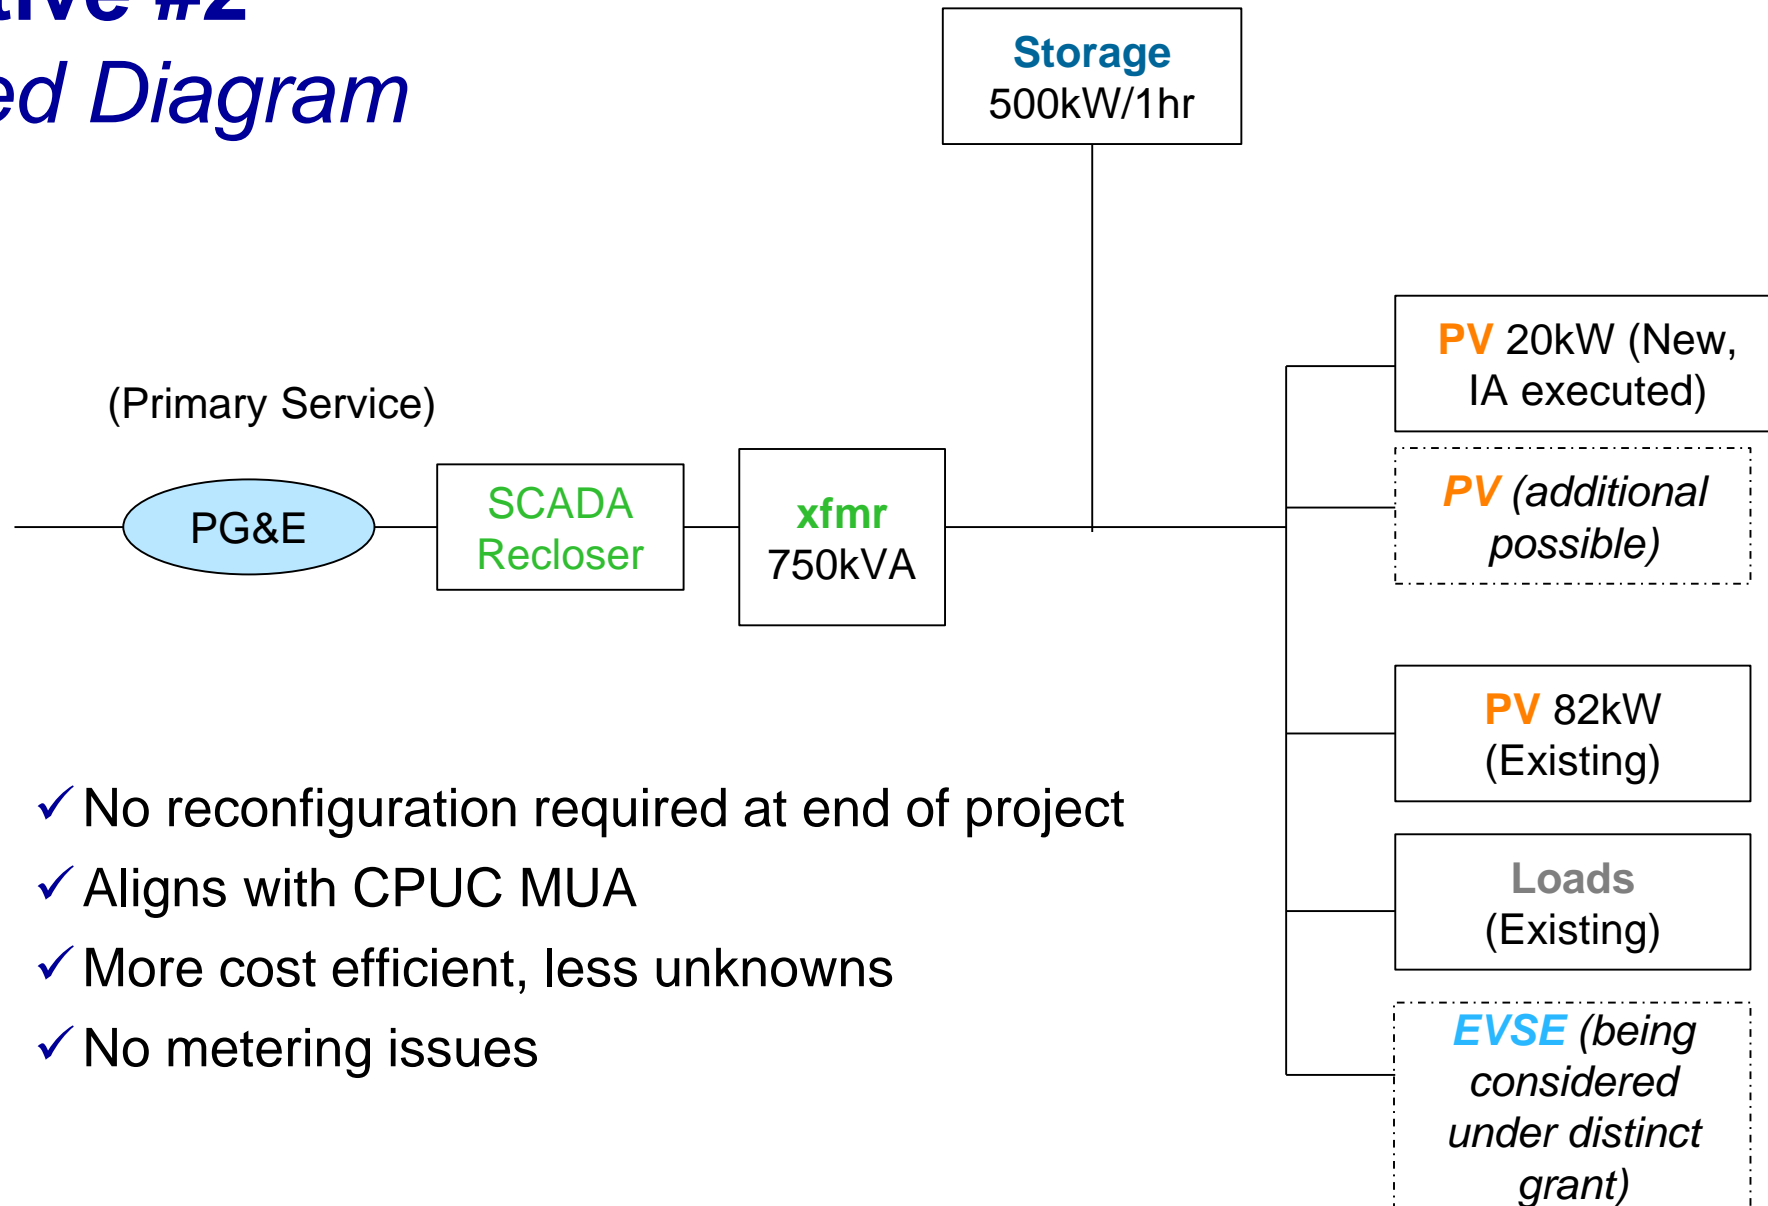 tive #2
ed Diagram
Storage
500kW/1hr
(Primary Service)
PG&E
SCADA
Recloser
xfmr
750kVA
PV 20kW (New,
IA executed)
PV (additional
possible)
PV 82kW
(Existing)
Loads
(Existing)
EVSE (being
considered
under distinct
grant)
✓ No reconfiguration required at end of project
✓ Aligns with CPUC MUA
✓ More cost efficient, less unknowns
✓ No metering issues